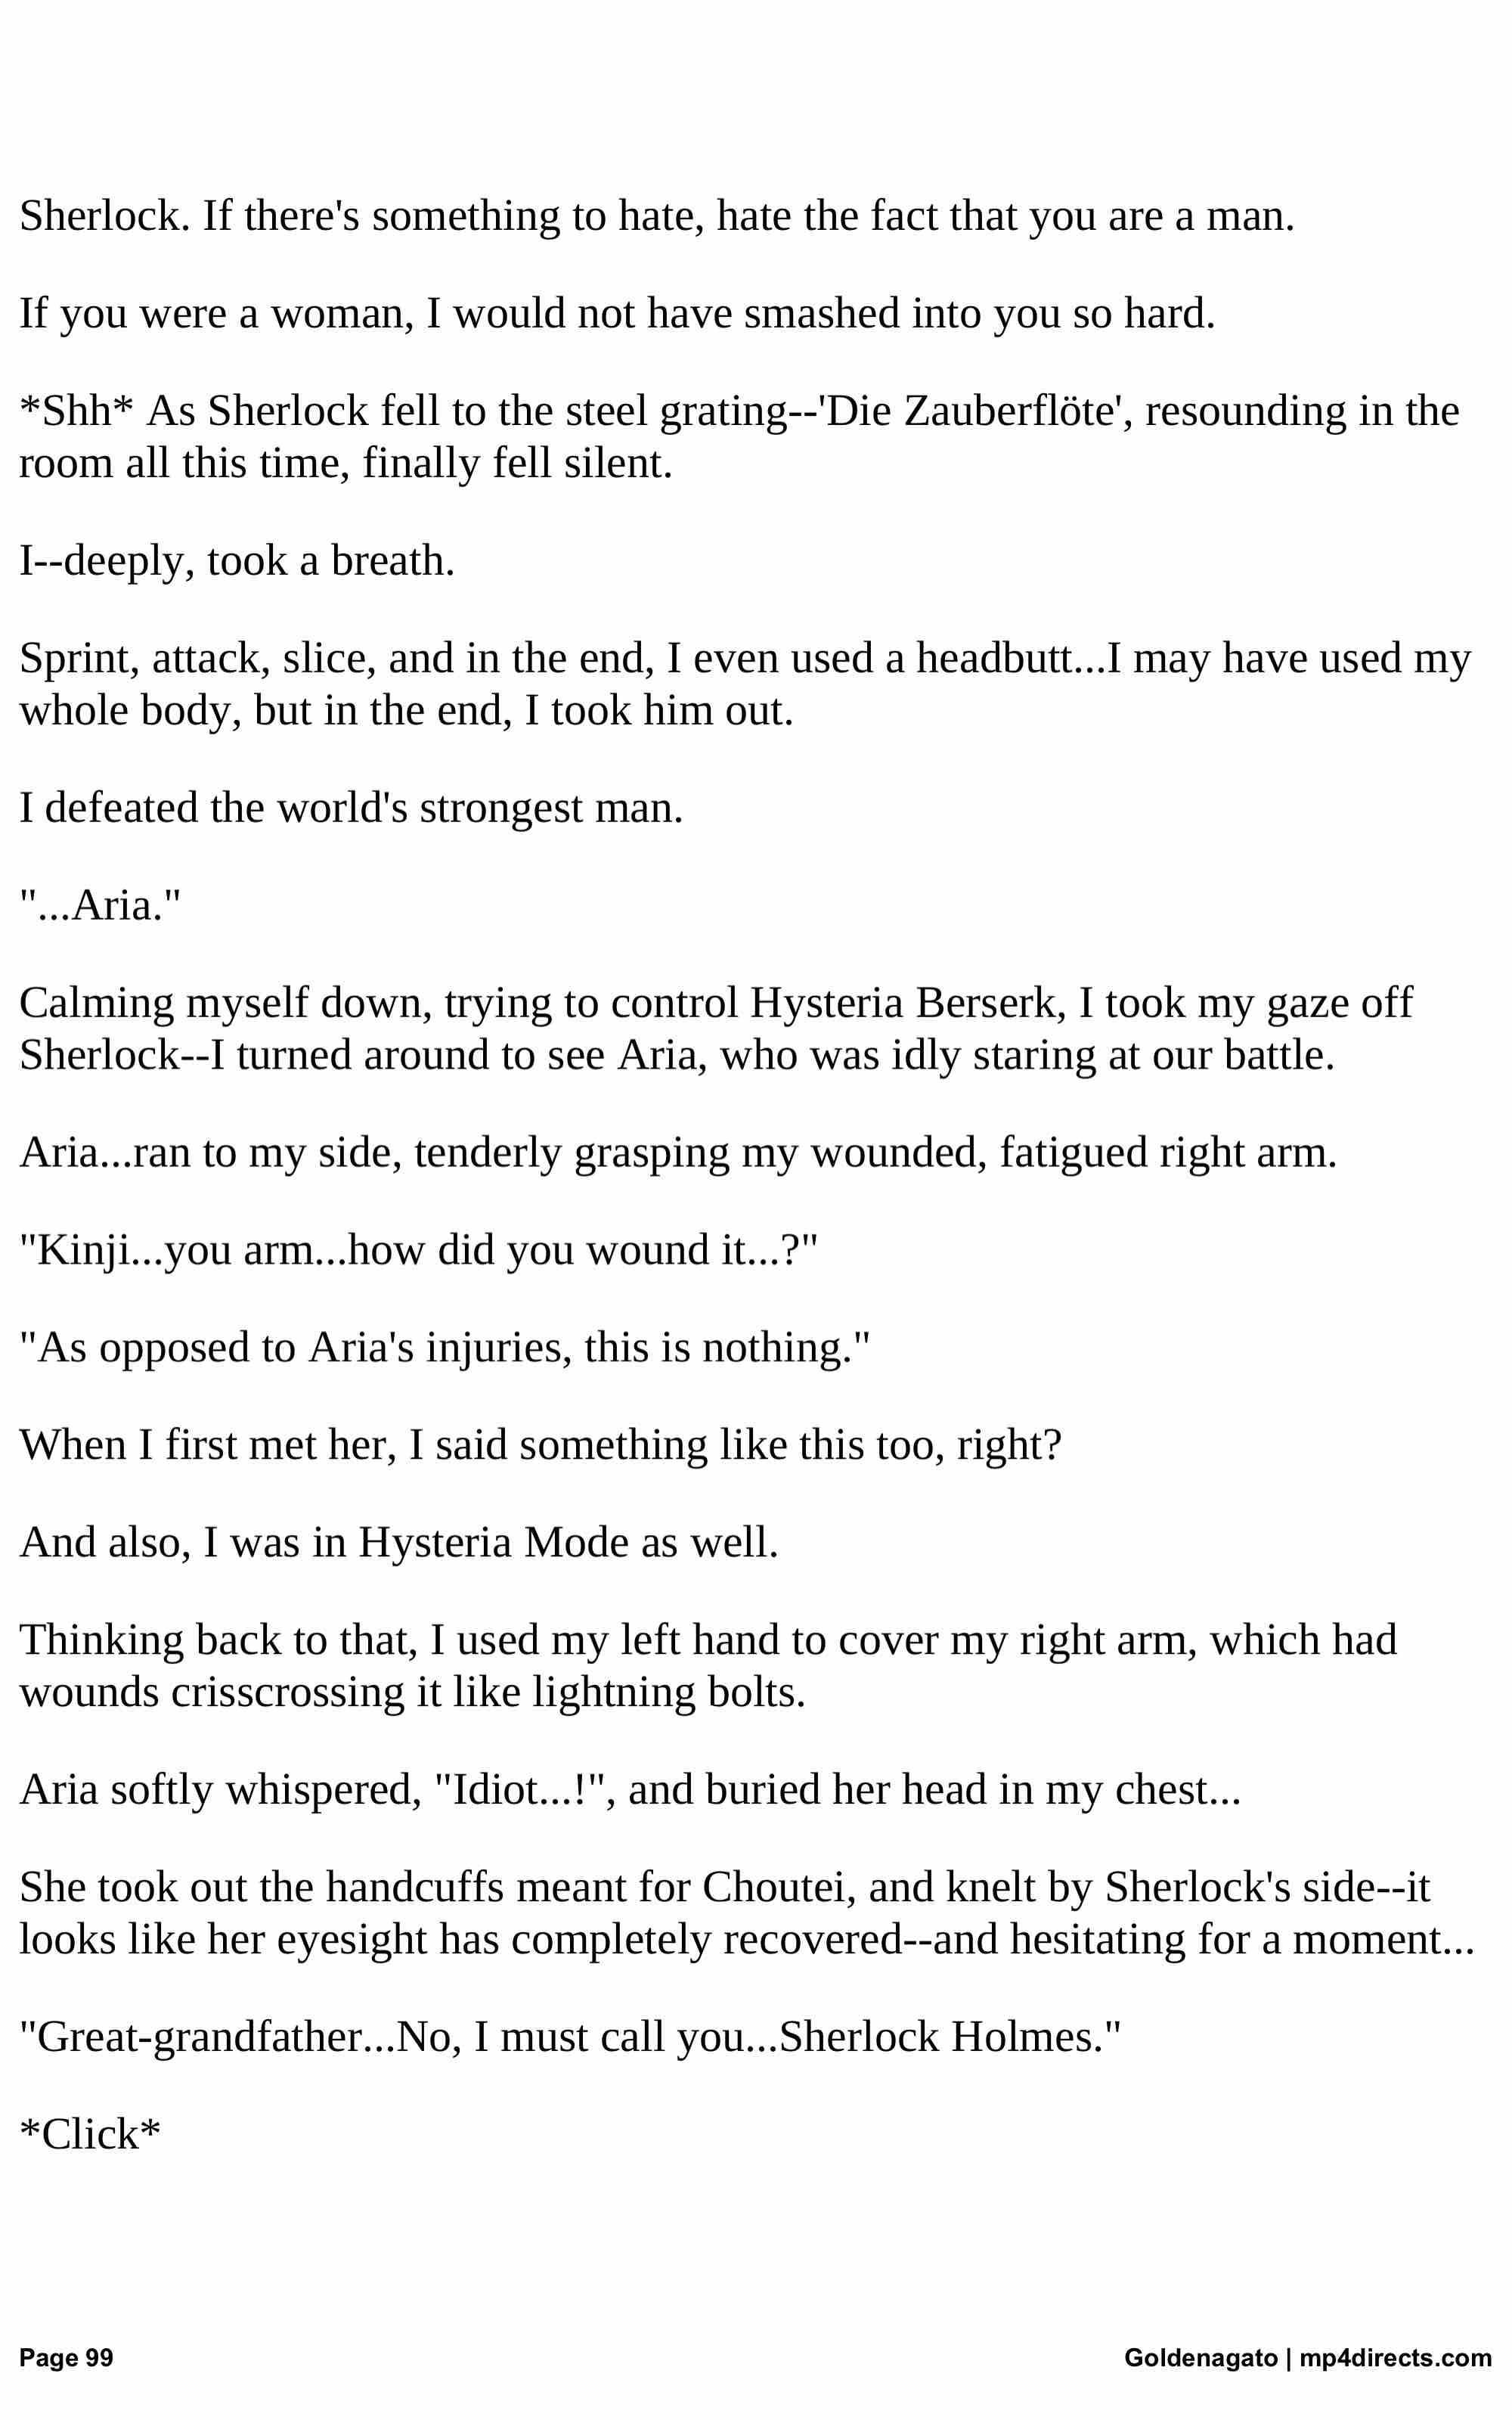 Sherlock. If there's something to hate, hate the fact that you are a man.
If you were a woman, I would not have smashed into you so hard.
*Shh* As Sherlock fell to the steel grating--'Die Zauberflöte', resounding in the
room all this time, finally fell silent.
I--deeply, took a breath.
Sprint, attack, slice, and in the end, I even used a headbutt...I may have used my
whole body, but in the end, I took him out.
I defeated the world's strongest man.
"...Aria."
Calming myself down, trying to control Hysteria Berserk, I took my gaze off
Sherlock--I turned around to see Aria, who was idly staring at our battle.
Aria...ran to my side, tenderly grasping my wounded, fatigued right arm.
"Kinji...you arm...how did you wound it...?"
"As opposed to Aria's injuries, this is nothing."
When I first met her, I said something like this too, right?
And also, I was in Hysteria Mode as well.
Thinking back to that, I used my left hand to cover my right arm, which had
wounds crisscrossing it like lightning bolts.
Aria softly whispered, "Idiot...!", and buried her head in my chest...
She took out the handcuffs meant for Choutei, and knelt by Sherlock's side--it
looks like her eyesight has completely recovered--and hesitating for a moment...
"Great-grandfather...No, I must call you...Sherlock Holmes."
*Click*
Page 99
Goldenagato | mp4directs.com